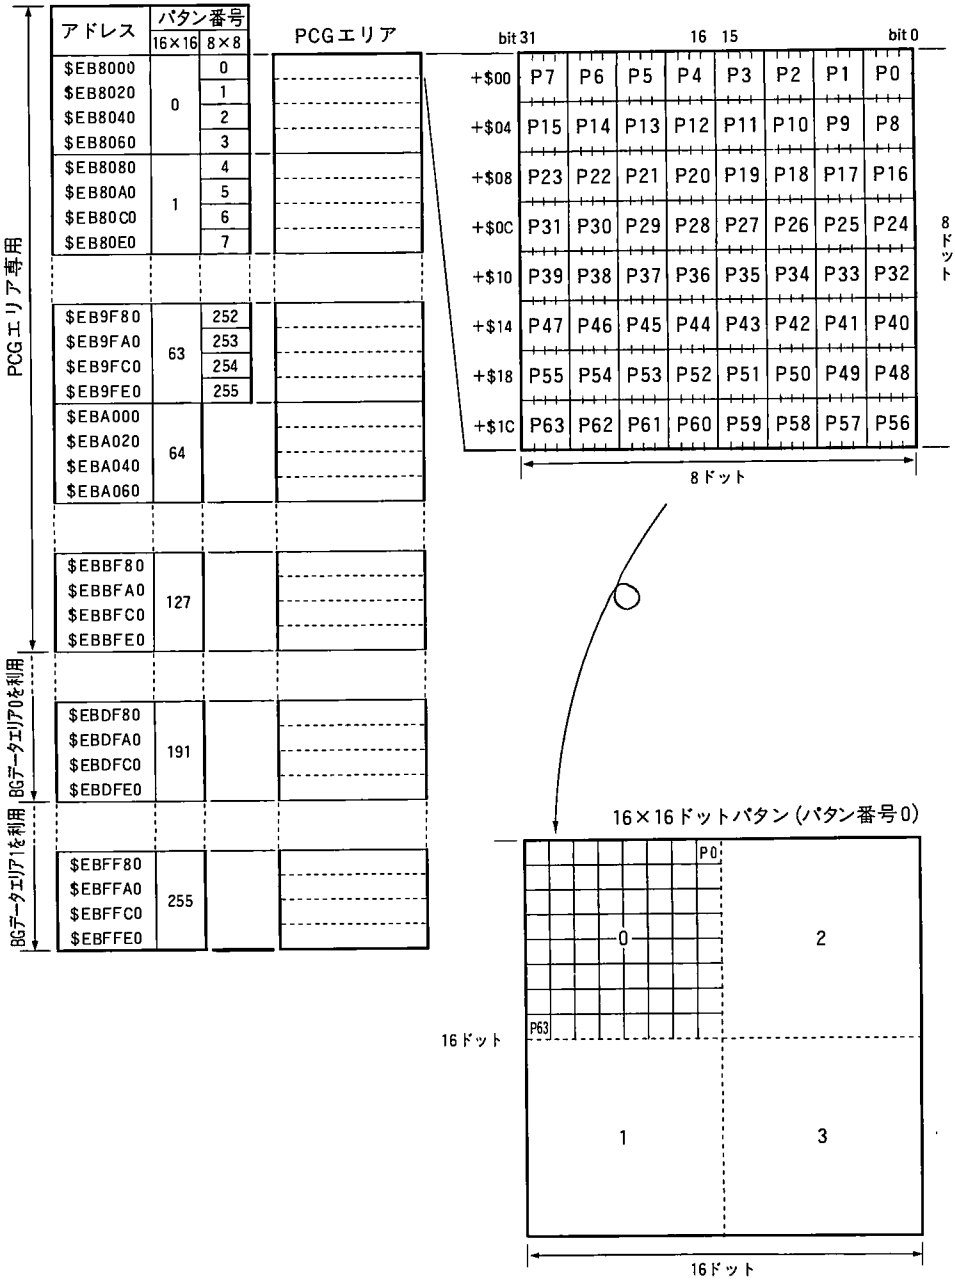 アドレス パタン番号
16×16 8×8
PCGエリア
$EB8000 0
$EB8020 1
0
$EB8040 2
$EB8060 3
$EB8080 4
$EB80A0 5
1
$EB80C0 6
$EB80E0 7
PCGエリア専用
$EB9F80 252
$EB9FA0 253
63
$EB9FC0 254
$EB9FE0 255
$EBA000
$EBA020
64
$EBA040
$EBA060
$EBBF80
$EBBFA0
127
$EBBFC0
$EBBFE0
BGデータエリア0を利用
$EBDF80
$EBDFA0
191
$EBDFC0
$EBDFE0
BGデータエリア1を利用
$EBFF80
$EBFFA0
255
$EBFFC0
$EBFFE0
bit 31 16 15 bit 0
+$00 P7 P6 P5 P4 P3 P2 P1 P0
+$04 P15 P14 P13 P12 P11 P10 P9 P8
+$08 P23 P22 P21 P20 P19 P18 P17 P16
+$0C P31 P30 P29 P28 P27 P26 P25 P24
+$10 P39 P38 P37 P36 P35 P34 P33 P32
+$14 P47 P46 P45 P44 P43 P42 P41 P40
+$18 P55 P54 P53 P52 P51 P50 P49 P48
+$1C P63 P62 P61 P60 P59 P58 P57 P56
8ドット
8ドット
16×16ドットパタン(パタン番号0)
P0
0 2
P63
16ドット
1 3
16ドット